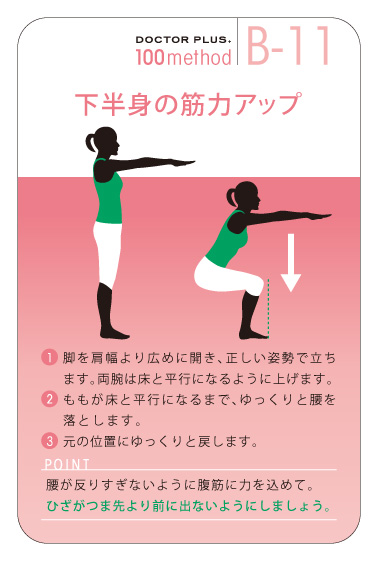 DOCTOR PLUS.
100method
B-11
下半身の筋力アップ
1 脚を肩幅より広めに開き、正しい姿勢で立ち
ます。両腕は床と平行になるように上げます。
2 ももが床と平行になるまで、ゆっくりと腰を
落とします。
3 元の位置にゆっくりと戻します。
POINT
腰が反りすぎないように腹筋に力を込めて。
ひざがつま先より前に出ないようにしましょう。